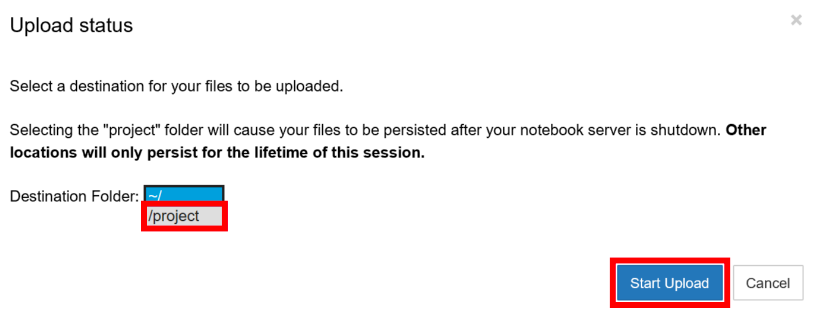 Upload status
×
Select a destination for your files to be uploaded.
Selecting the "project" folder will cause your files to be persisted after your notebook server is shutdown. Other
locations will only persist for the lifetime of this session.
Destination Folder: ~/
/project
Start Upload Cancel